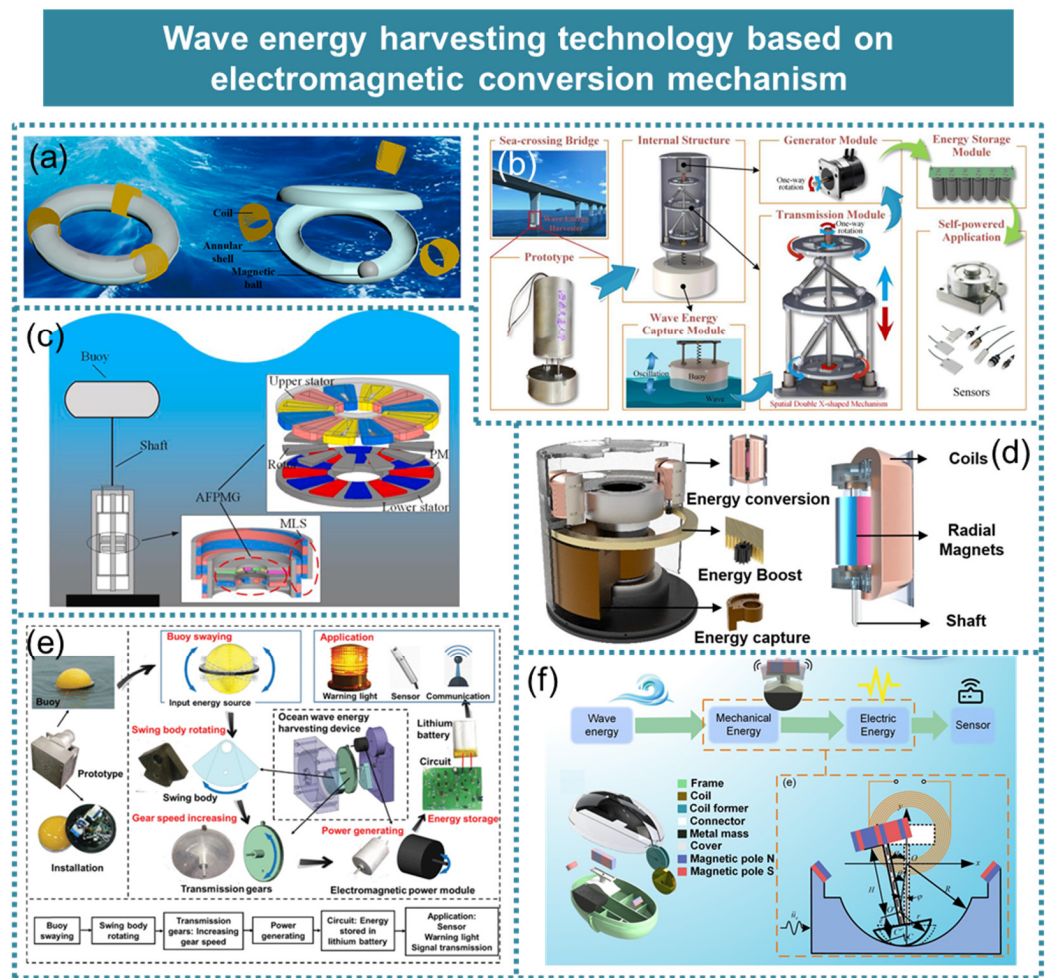 Wave energy harvesting technology based on
electromagnetic conversion mechanism
(a)
Coil
Annular
shell
Magnetic
ball
(b)
Sea-crossing Bridge
Wave Energy
Harvester
Prototype
Internal Structure
Wave Energy
Capture Module
Oscillation
Buoy
Wave
Generator Module
One-way
rotation
Transmission Module
One-way
rotation
Spatial Double X-shaped Mechanism
Energy Storage
Module
Self-powered
Application
Sensors
(c)
Buoy
Shaft
Upper stator
Rotor
PM
AFPMG
Lower stator
MLS
(d)
Energy conversion
Energy Boost
Energy capture
Coils
Radial
Magnets
Shaft
(e)
Buoy
Prototype
Installation
Buoy swaying
Input energy source
Swing body rotating
Swing body
Gear speed increasing
Transmission gears
Application
Warning light
Sensor
Communication
Ocean wave energy
harvesting device
Lithium
battery
Circuit
Energy storage
Power generating
Electromagnetic power module
Buoy
swaying
Swing body
rotating
Transmission
gears: Increasing
gear speed
Power
generating
Circuit: Energy
stored in
lithium battery
Application:
Sensor
Warning light
Signal transmission
(f)
Wave
energy
Mechanical
Energy
Electric
Energy
Sensor
Frame
Coil
Coil former
Connector
Metal mass
Cover
Magnetic pole N
Magnetic pole S
(e)
y
x
O
H
R
φ
r